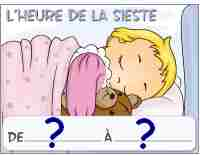 L'HEURE DE LA SIESTE
DE ? À ?